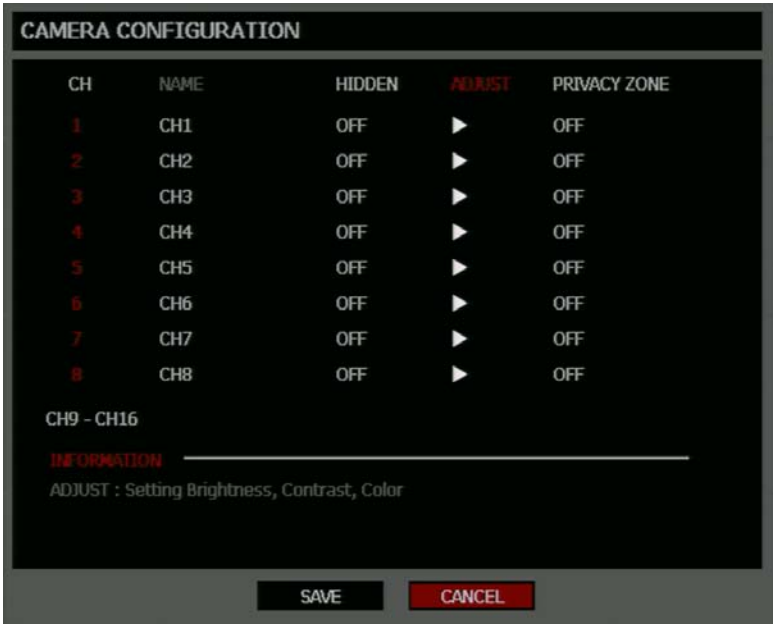 CAMERA CONFIGURATION
CH NAME HIDDEN ADJUST PRIVACY ZONE
1 CH1 OFF ▶ OFF
2 CH2 OFF ▶ OFF
3 CH3 OFF ▶ OFF
4 CH4 OFF ▶ OFF
5 CH5 OFF ▶ OFF
6 CH6 OFF ▶ OFF
7 CH7 OFF ▶ OFF
8 CH8 OFF ▶ OFF
CH9 - CH16
INFORMATION
ADJUST : Setting Brightness, Contrast, Color
SAVE CANCEL